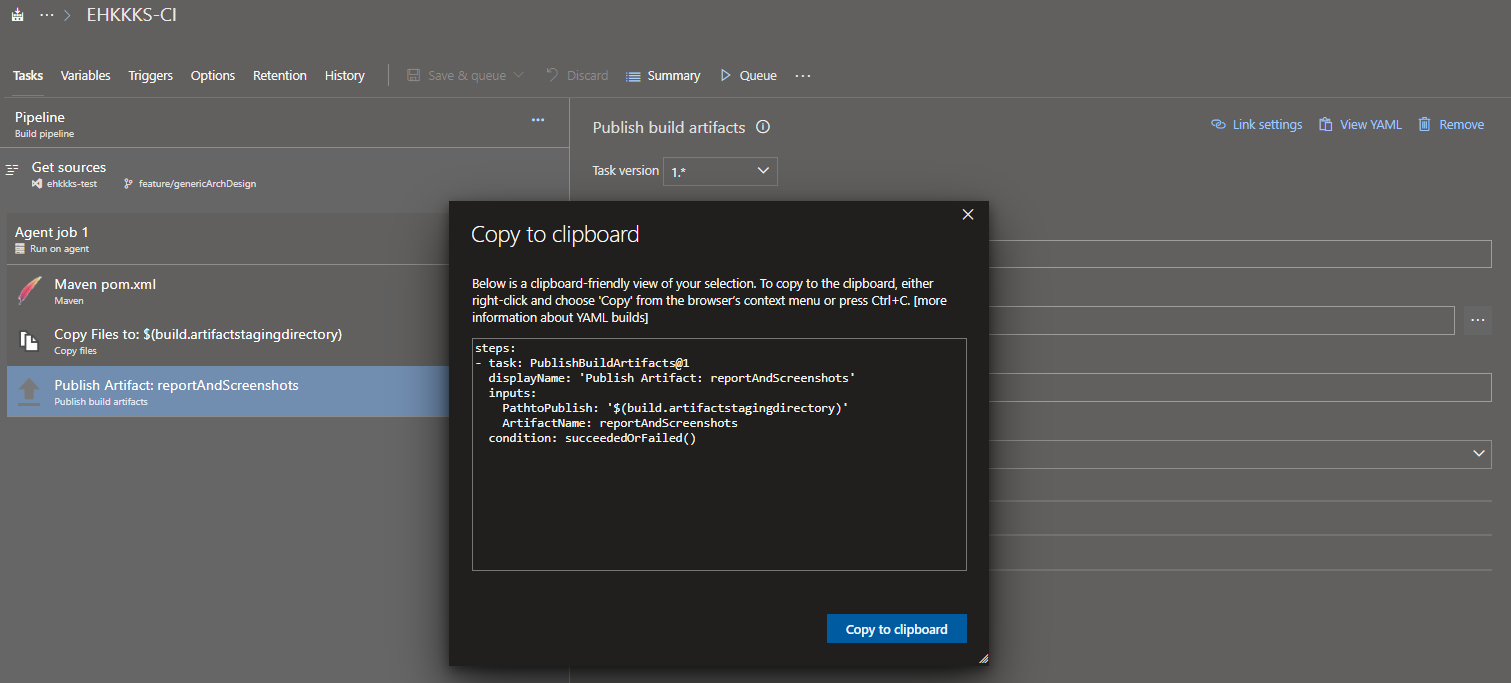 EHKKKS-CI
Tasks Variables Triggers Options Retention History Save & queue Discard Summary Queue
Pipeline
Build pipeline
Get sources
ehkkks-test feature/genericArchDesign
Agent job 1
Run on agent
Maven pom.xml
Maven
Copy Files to: $(build.artifactstagingdirectory)
Copy files
Publish Artifact: reportAndScreenshots
Publish build artifacts
Publish build artifacts
Link settings View YAML Remove
Task version 1.*
Copy to clipboard
Below is a clipboard-friendly view of your selection. To copy to the clipboard, either
right-click and choose 'Copy' from the browser's context menu or press Ctrl+C. [more
information about YAML builds]
steps:
- task: PublishBuildArtifacts@1
  displayName: 'Publish Artifact: reportAndScreenshots'
  inputs:
    PathtoPublish: '$(build.artifactstagingdirectory)'
    ArtifactName: reportAndScreenshots
  condition: succeededOrFailed()
Copy to clipboard